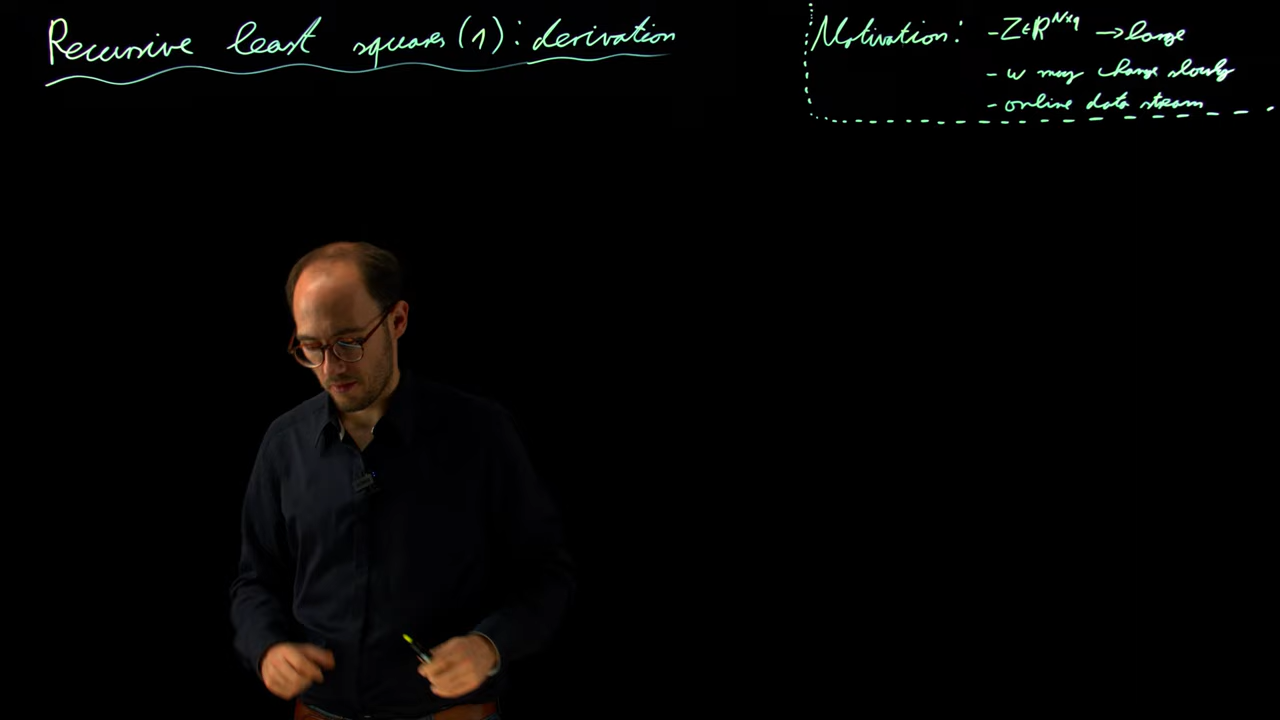 Recursive least squares (1): derivation
Motivation: - Z ∈ ℝ^{N×q} → large
- w may change slowly
- online data stream